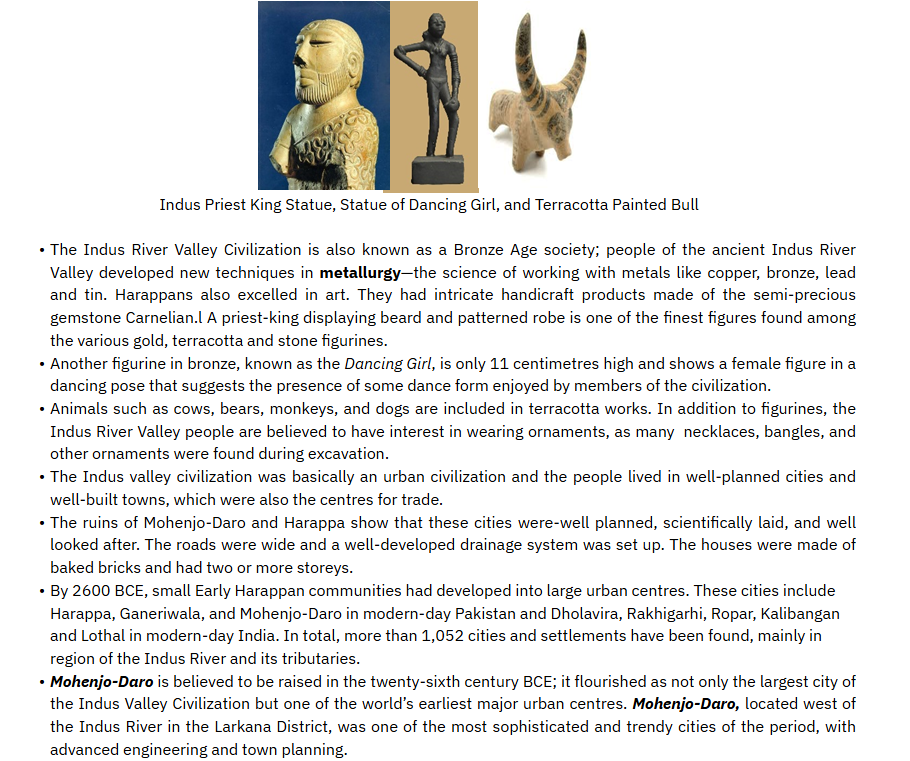 Indus Priest King Statue, Statue of Dancing Girl, and Terracotta Painted Bull
• The Indus River Valley Civilization is also known as a Bronze Age society; people of the ancient Indus River
Valley developed new techniques in metallurgy—the science of working with metals like copper, bronze, lead
and tin. Harappans also excelled in art. They had intricate handicraft products made of the semi-precious
gemstone Carnelian.l A priest-king displaying beard and patterned robe is one of the finest figures found among
the various gold, terracotta and stone figurines.
• Another figurine in bronze, known as the Dancing Girl, is only 11 centimetres high and shows a female figure in a
dancing pose that suggests the presence of some dance form enjoyed by members of the civilization.
• Animals such as cows, bears, monkeys, and dogs are included in terracotta works. In addition to figurines, the
Indus River Valley people are believed to have interest in wearing ornaments, as many necklaces, bangles, and
other ornaments were found during excavation.
• The Indus valley civilization was basically an urban civilization and the people lived in well-planned cities and
well-built towns, which were also the centres for trade.
• The ruins of Mohenjo-Daro and Harappa show that these cities were-well planned, scientifically laid, and well
looked after. The roads were wide and a well-developed drainage system was set up. The houses were made of
baked bricks and had two or more storeys.
• By 2600 BCE, small Early Harappan communities had developed into large urban centres. These cities include
Harappa, Ganeriwala, and Mohenjo-Daro in modern-day Pakistan and Dholavira, Rakhigarhi, Ropar, Kalibangan
and Lothal in modern-day India. In total, more than 1,052 cities and settlements have been found, mainly in
region of the Indus River and its tributaries.
• Mohenjo-Daro is believed to be raised in the twenty-sixth century BCE; it flourished as not only the largest city of
the Indus Valley Civilization but one of the world’s earliest major urban centres. Mohenjo-Daro, located west of
the Indus River in the Larkana District, was one of the most sophisticated and trendy cities of the period, with
advanced engineering and town planning.